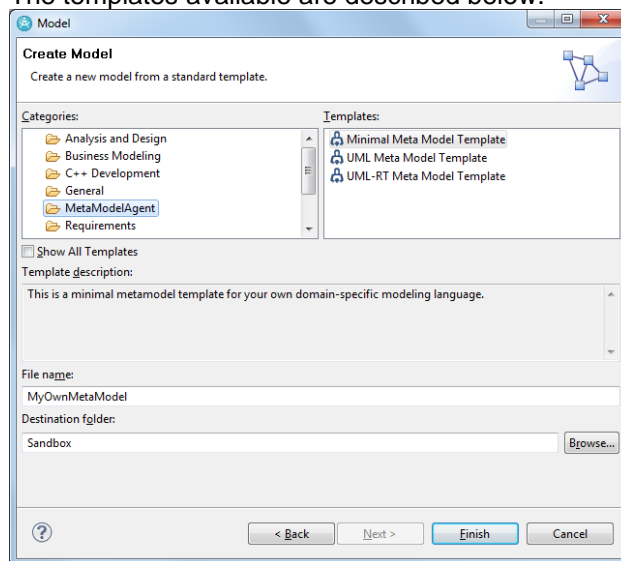 The templates available are described below.
Model
Create Model
Create a new model from a standard template.
Categories:
Templates:
Analysis and Design
Business Modeling
C++ Development
General
MetaModelAgent
Requirements
Minimal Meta Model Template
UML Meta Model Template
UML-RT Meta Model Template
Show All Templates
Template description:
This is a minimal metamodel template for your own domain-specific modeling language.
File name:
MyOwnMetaModel
Destination folder:
Sandbox
Browse...
?
< Back
Next >
Finish
Cancel